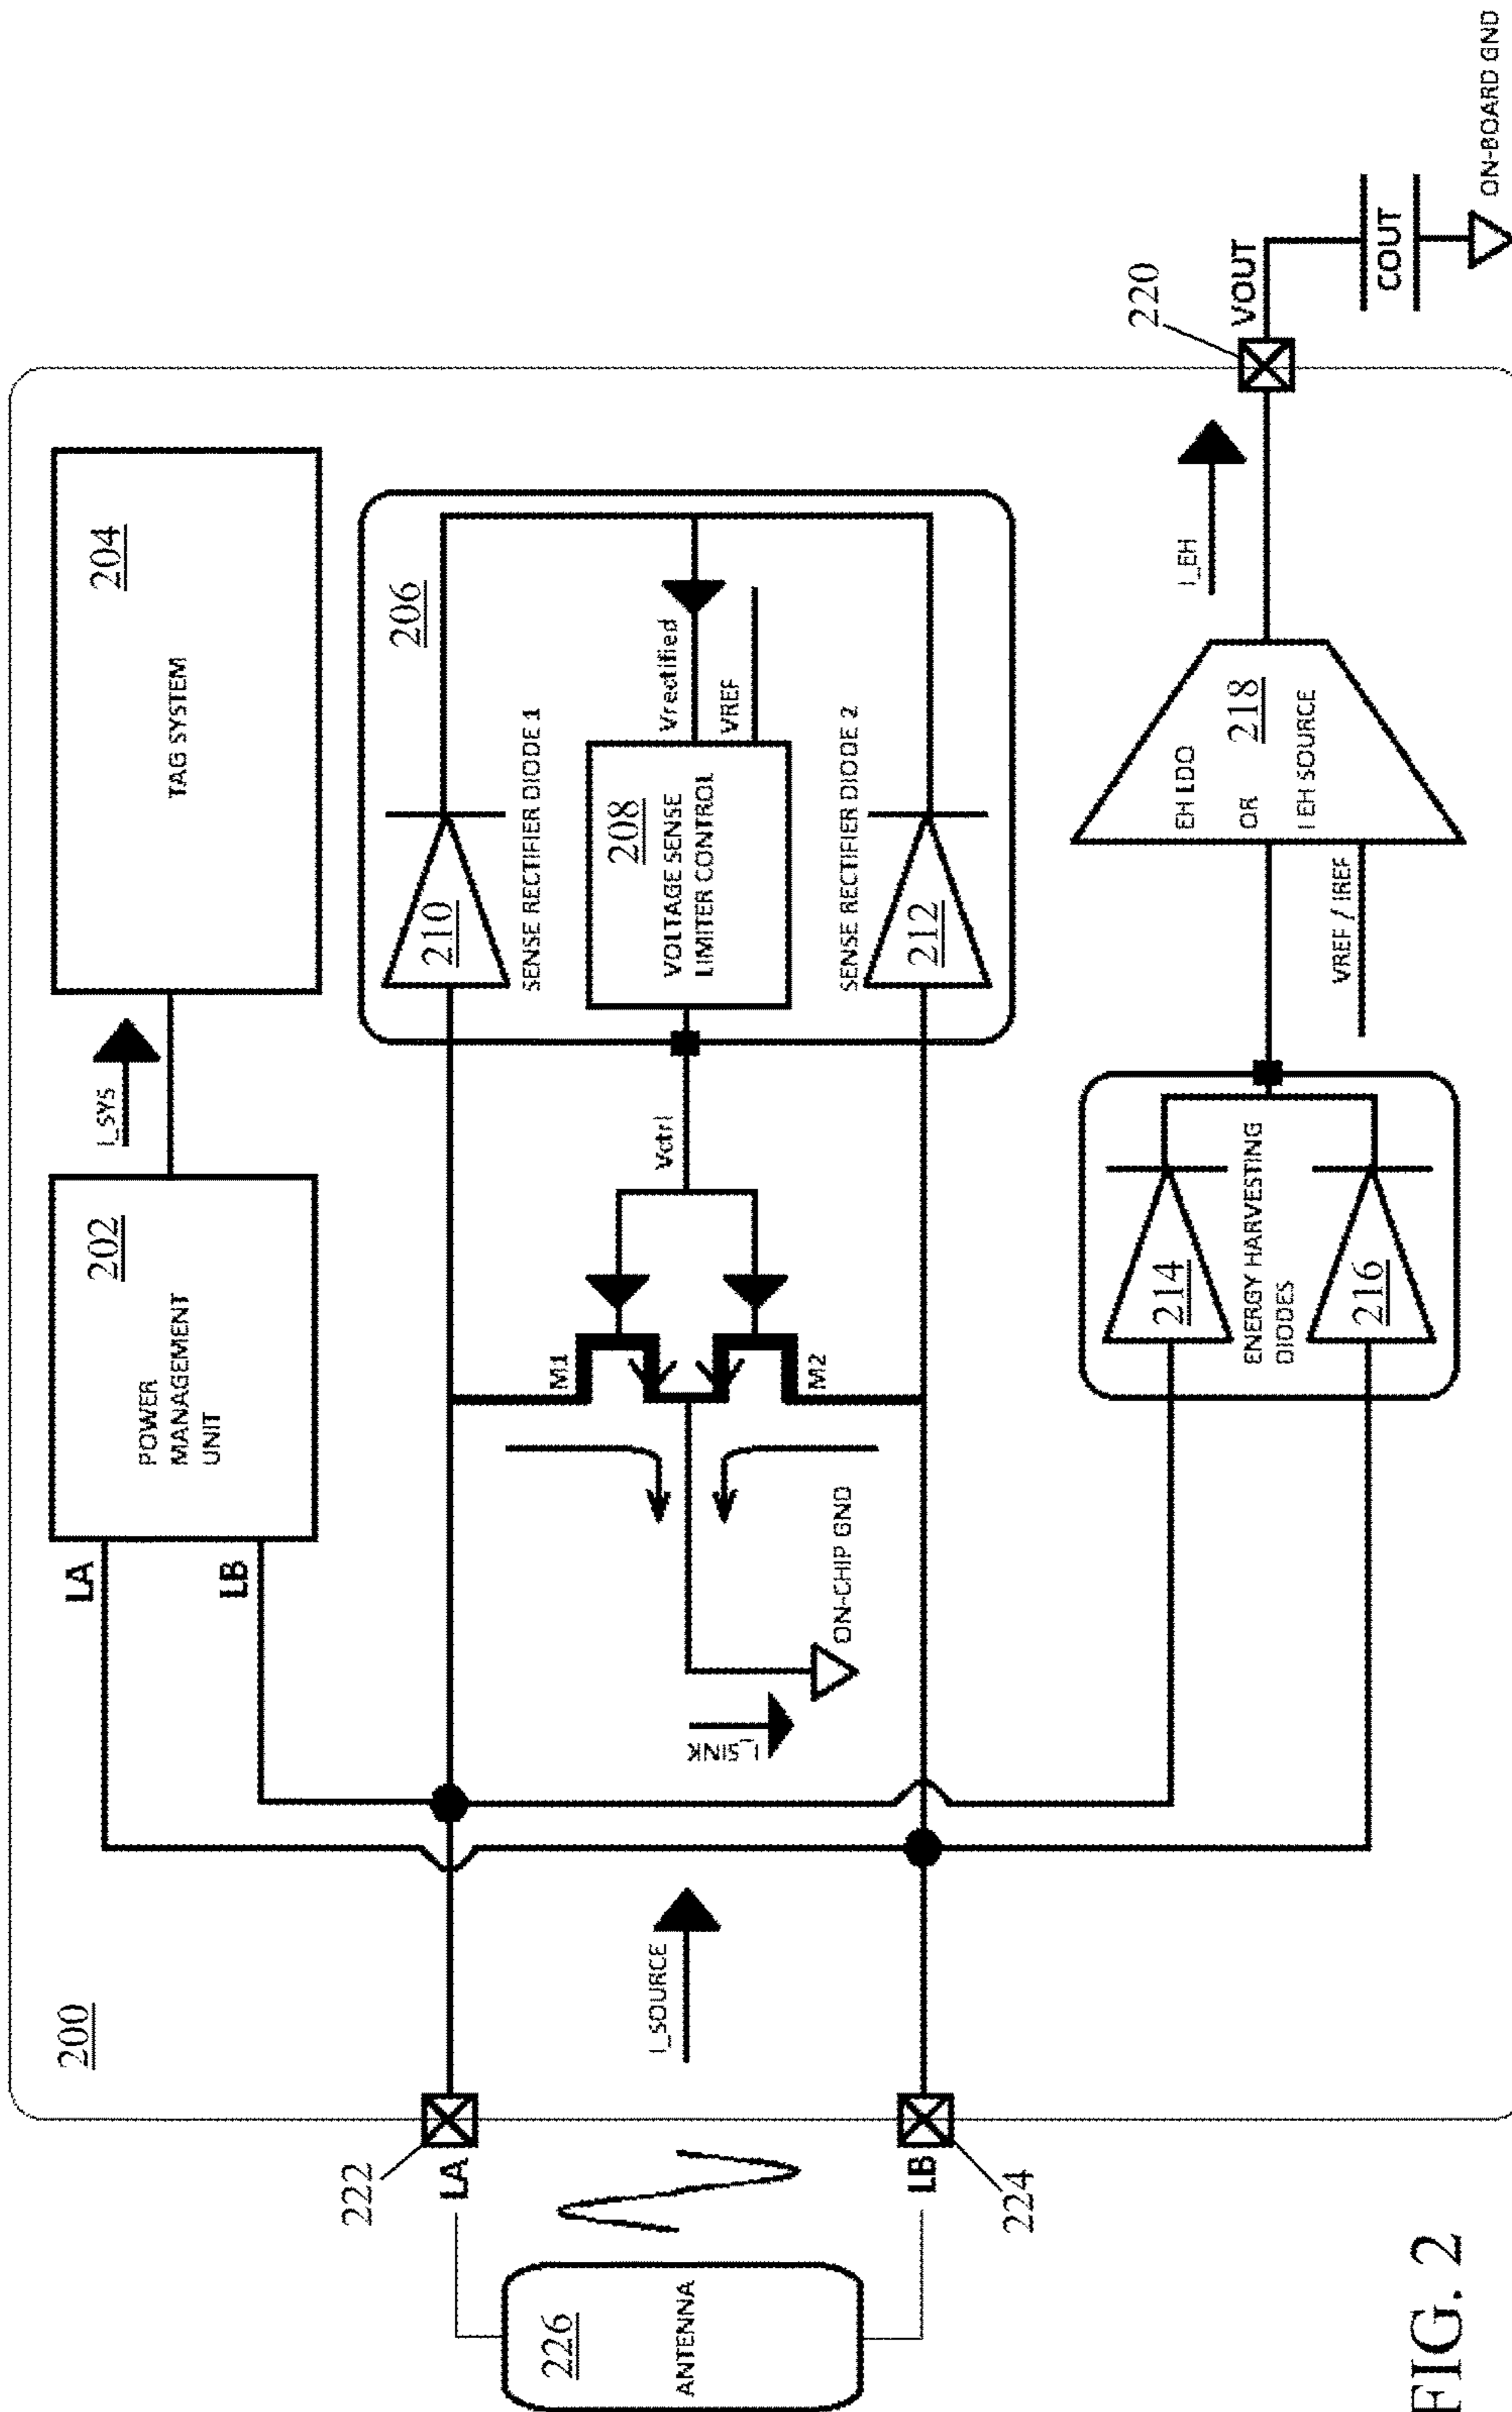 200
202
POWER
MANAGEMENT
UNIT
LA
LB
I_SYS
204
TAG SYSTEM
222
LA
226
ANTENNA
LB
224
I_SOURCE
I_SINK
ON-CHIP GND
M1
M2
Vctrl
206
210
SENSE RECTIFIER DIODE 1
208
VOLTAGE SENSE
LIMITER CONTROL
Vrectified
VREF
SENSE RECTIFIER DIODE 2
212
214
ENERGY HARVESTING
DIODES
216
VREF / IREF
EH LDO
OR 218
I EH SOURCE
I_EH
220
VOUT
COUT
ON-BOARD GND
FIG. 2